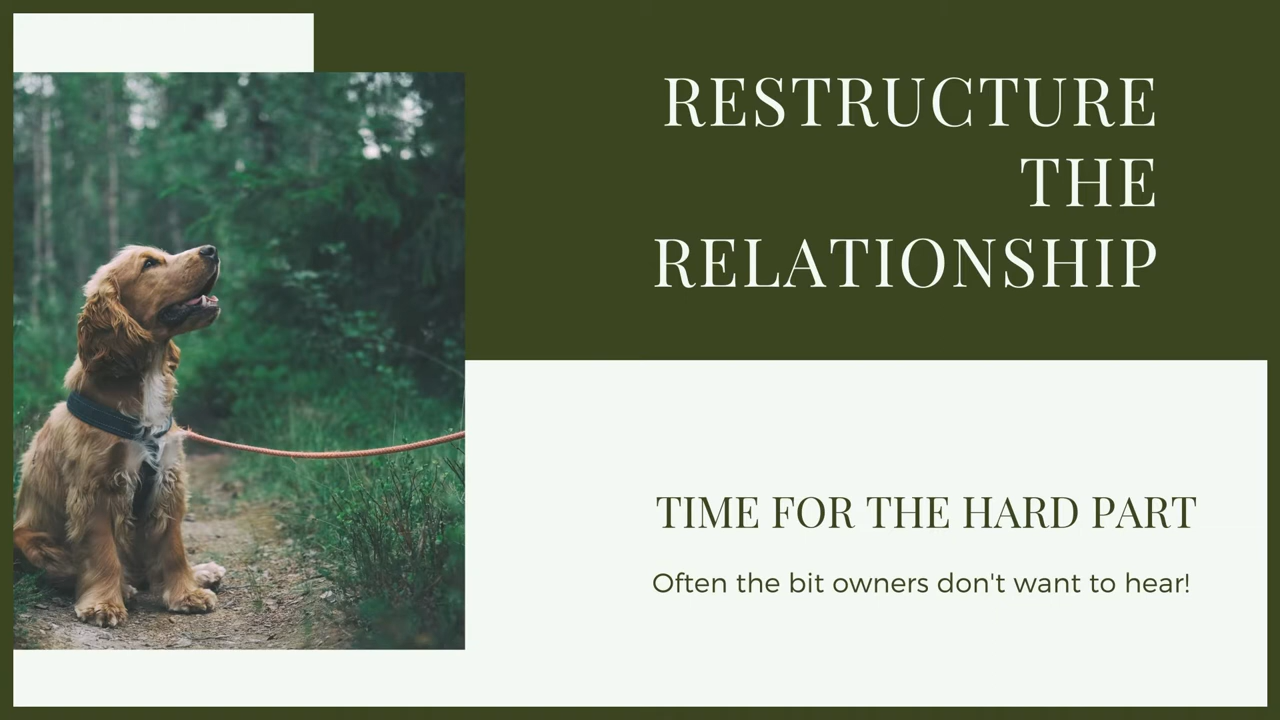 RESTRUCTURE
THE
RELATIONSHIP
TIME FOR THE HARD PART
Often the bit owners don't want to hear!